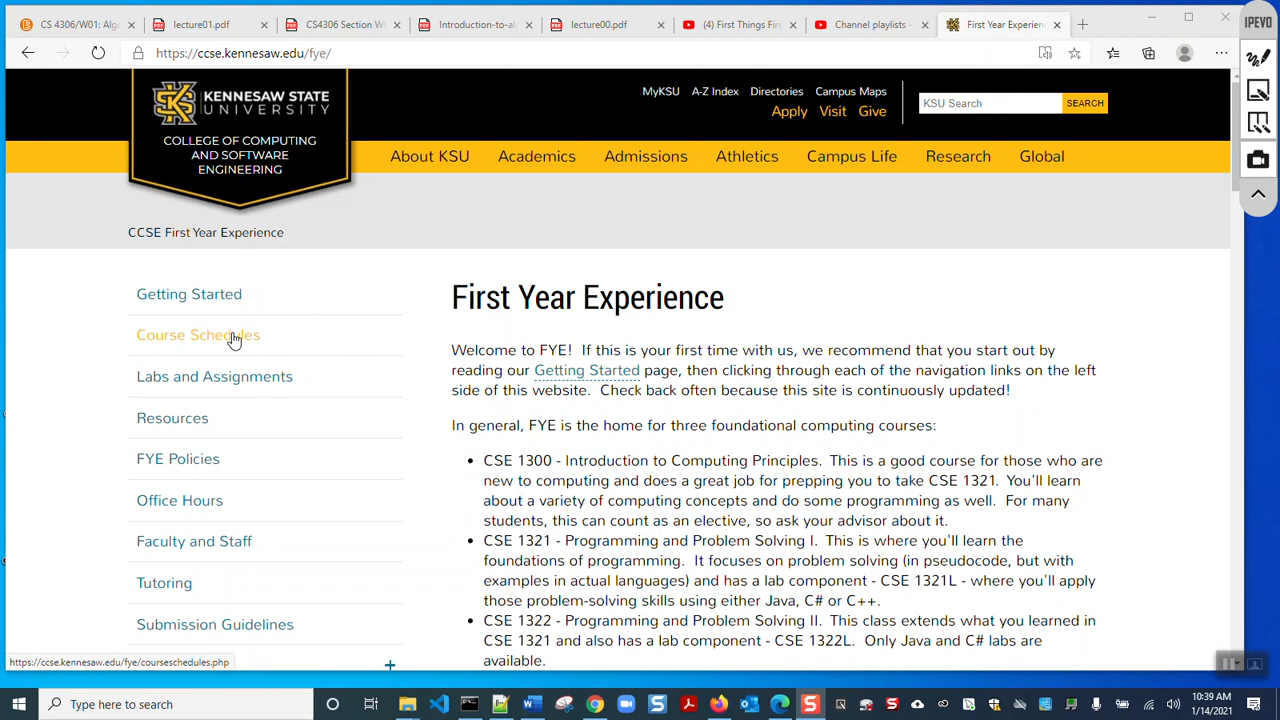 CS 4306/W01: Alg
lecture01.pdf
CS4306 Section W
Introduction-to-al
lecture00.pdf
(4) First Things Fir
Channel playlists -
First Year Experien
IPEVO
https://ccse.kennesaw.edu/fye/
KENNESAW STATE
UNIVERSITY
COLLEGE OF COMPUTING
AND SOFTWARE
ENGINEERING
MyKSU A-Z Index Directories Campus Maps
Apply Visit Give
KSU Search
SEARCH
About KSU Academics Admissions Athletics Campus Life Research Global
CCSE First Year Experience
Getting Started
Course Schedules
Labs and Assignments
Resources
FYE Policies
Office Hours
Faculty and Staff
Tutoring
Submission Guidelines
First Year Experience
Welcome to FYE! If this is your first time with us, we recommend that you start out by
reading our Getting Started page, then clicking through each of the navigation links on the left
side of this website. Check back often because this site is continuously updated!
In general, FYE is the home for three foundational computing courses:
• CSE 1300 - Introduction to Computing Principles. This is a good course for those who are
new to computing and does a great job for prepping you to take CSE 1321. You'll learn
about a variety of computing concepts and do some programming as well. For many
students, this can count as an elective, so ask your advisor about it.
• CSE 1321 - Programming and Problem Solving I. This is where you'll learn the
foundations of programming. It focuses on problem solving (in pseudocode, but with
examples in actual languages) and has a lab component - CSE 1321L - where you'll apply
those problem-solving skills using either Java, C# or C++.
• CSE 1322 - Programming and Problem Solving II. This class extends what you learned in
CSE 1321 and also has a lab component - CSE 1322L. Only Java and C# labs are
available.
https://ccse.kennesaw.edu/fye/courseschedules.php
Type here to search
10:39 AM
1/14/2021